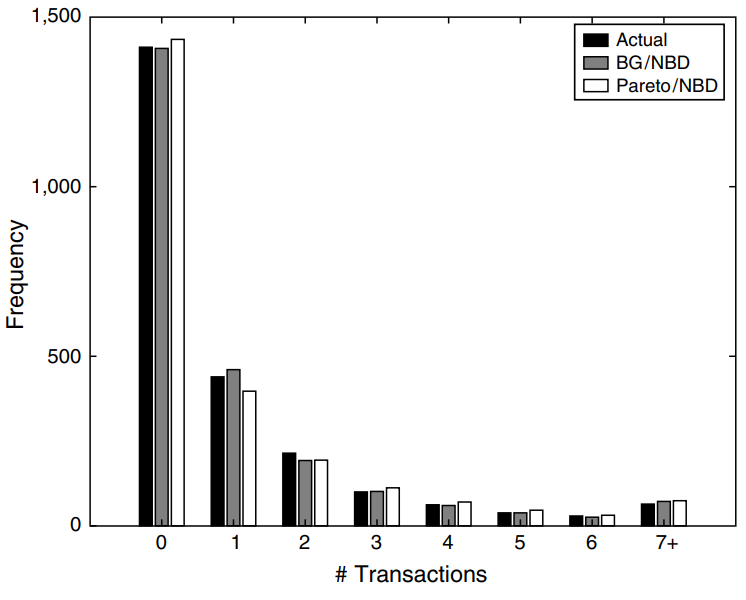 1,500
1,000
500
0
Frequency
Actual
BG/NBD
Pareto/NBD
0 1 2 3 4 5 6 7+
# Transactions